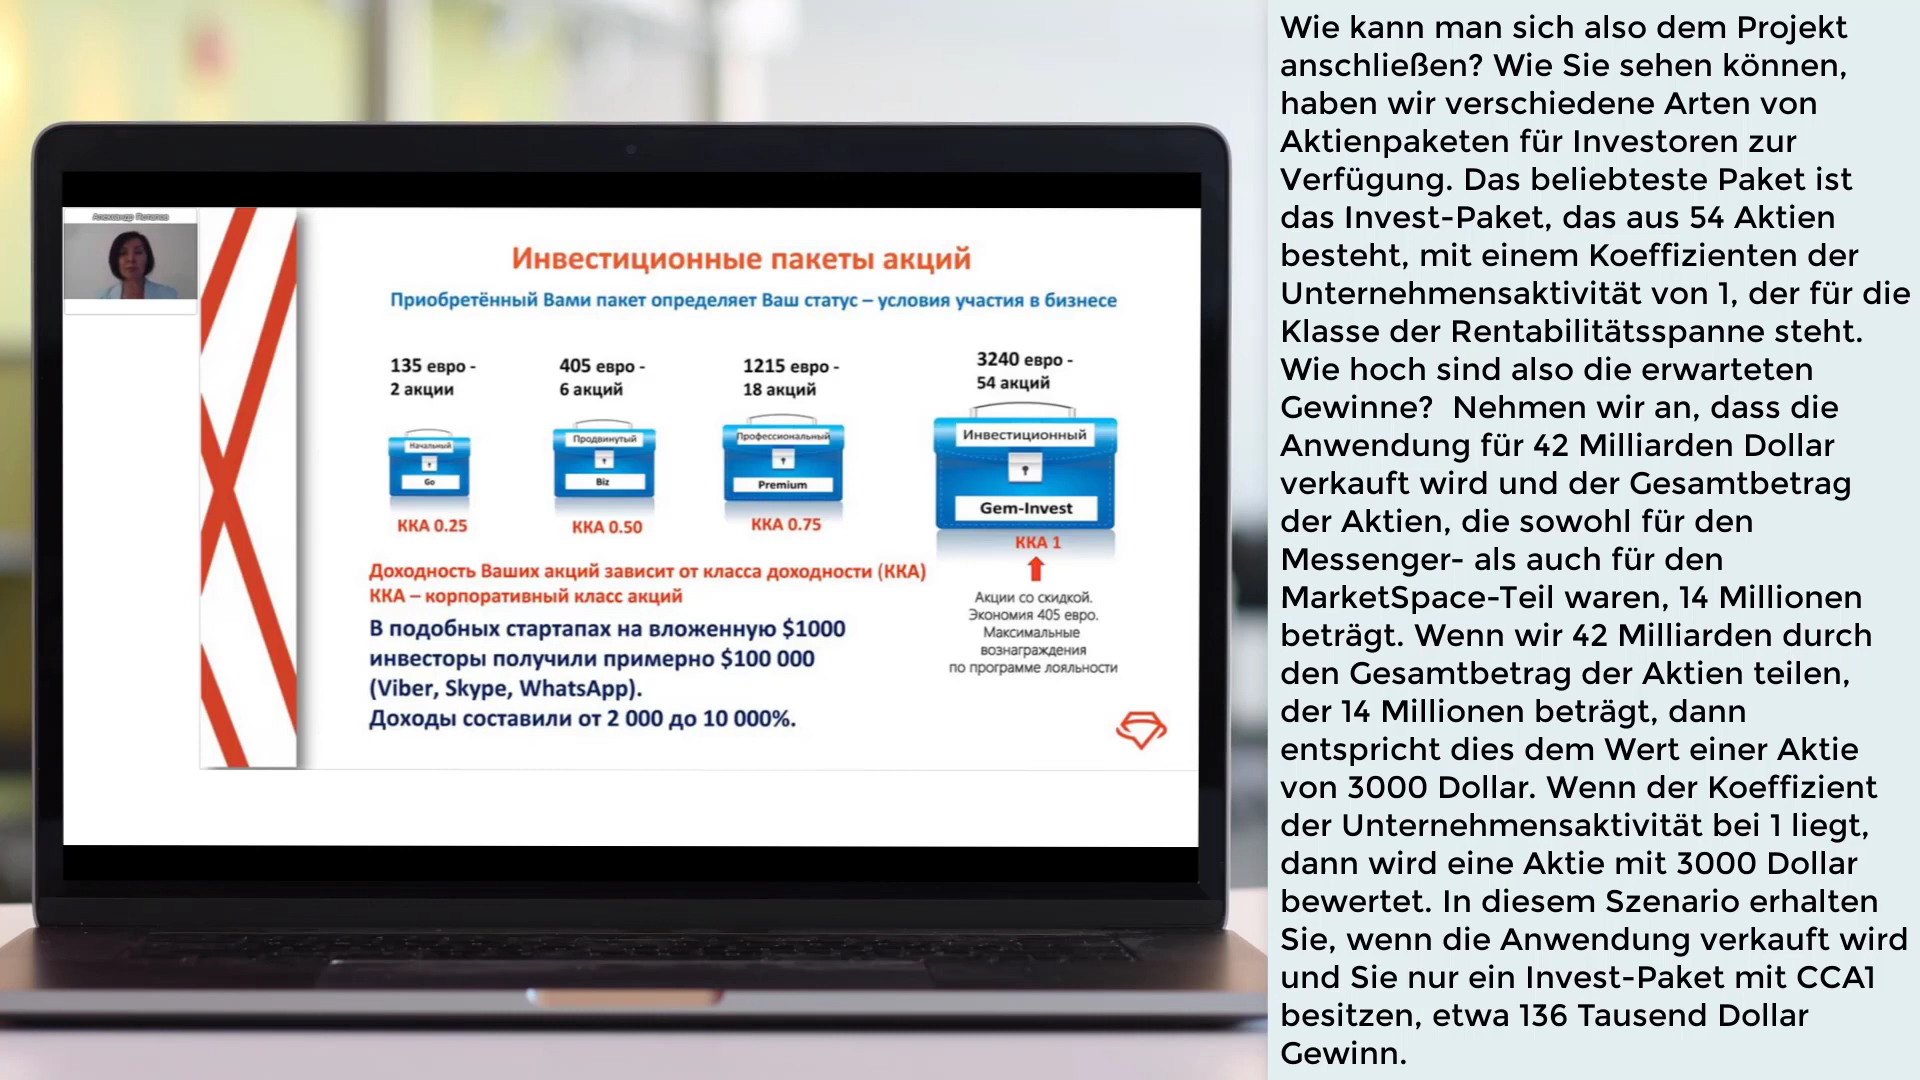 Александр Потапов
Инвестиционные пакеты акций
Приобретённый Вами пакет определяет Ваш статус – условия участия в бизнесе
135 евро -
2 акции
405 евро -
6 акций
1215 евро -
18 акций
3240 евро -
54 акций
Начальный
Go
ККА 0.25
Продвинутый
Biz
ККА 0.50
Профессиональный
Premium
ККА 0.75
Инвестиционный
Gem-Invest
ККА 1
Доходность Ваших акций зависит от класса доходности (ККА)
ККА – корпоративный класс акций
В подобных стартапах на вложенную $1000
инвесторы получили примерно $100 000
(Viber, Skype, WhatsApp).
Доходы составили от 2 000 до 10 000%.
Акции со скидкой.
Экономия 405 евро.
Максимальные
вознаграждения
по программе лояльности
Wie kann man sich also dem Projekt
anschließen? Wie Sie sehen können,
haben wir verschiedene Arten von
Aktienpaketen für Investoren zur
Verfügung. Das beliebteste Paket ist
das Invest-Paket, das aus 54 Aktien
besteht, mit einem Koeffizienten der
Unternehmensaktivität von 1, der für die
Klasse der Rentabilitätsspanne steht.
Wie hoch sind also die erwarteten
Gewinne?  Nehmen wir an, dass die
Anwendung für 42 Milliarden Dollar
verkauft wird und der Gesamtbetrag
der Aktien, die sowohl für den
Messenger- als auch für den
MarketSpace-Teil waren, 14 Millionen
beträgt. Wenn wir 42 Milliarden durch
den Gesamtbetrag der Aktien teilen,
der 14 Millionen beträgt, dann
entspricht dies dem Wert einer Aktie
von 3000 Dollar. Wenn der Koeffizient
der Unternehmensaktivität bei 1 liegt,
dann wird eine Aktie mit 3000 Dollar
bewertet. In diesem Szenario erhalten
Sie, wenn die Anwendung verkauft wird
und Sie nur ein Invest-Paket mit CCA1
besitzen, etwa 136 Tausend Dollar
Gewinn.